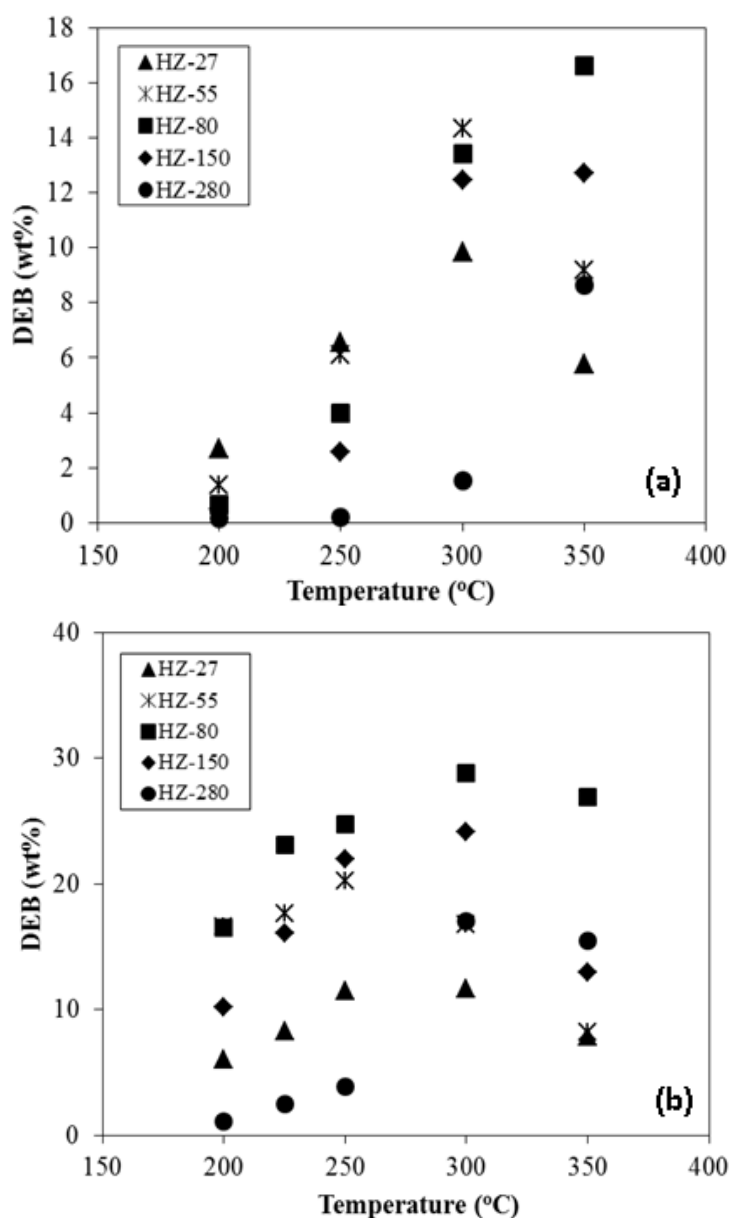 18
16
14
12
10
8
6
4
2
0
DEB (wt%)
HZ-27
HZ-55
HZ-80
HZ-150
HZ-280
(a)
150 200 250 300 350 400
Temperature (ºC)
40
30
20
10
0
DEB (wt%)
HZ-27
HZ-55
HZ-80
HZ-150
HZ-280
(b)
150 200 250 300 350 400
Temperature (ºC)